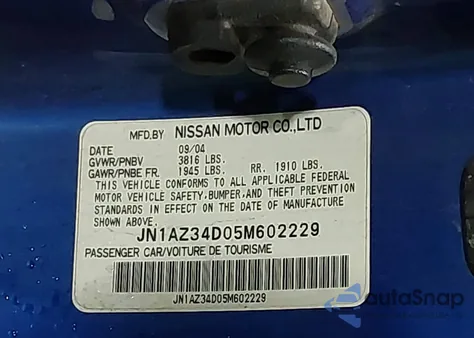 MFD.BY NISSAN MOTOR CO.,LTD
DATE 09/04
GVWR/PNBV 3816 LBS.
GAWR/PNBE FR. 1945 LBS. RR. 1910 LBS.
THIS VEHICLE CONFORMS TO ALL APPLICABLE FEDERAL
MOTOR VEHICLE SAFETY, BUMPER, AND THEFT PREVENTION
STANDARDS IN EFFECT ON THE DATE OF MANUFACTURE
SHOWN ABOVE.
JN1AZ34D05M602229
PASSENGER CAR/VOITURE DE TOURISME
JN1AZ34D05M602229
autoSnap